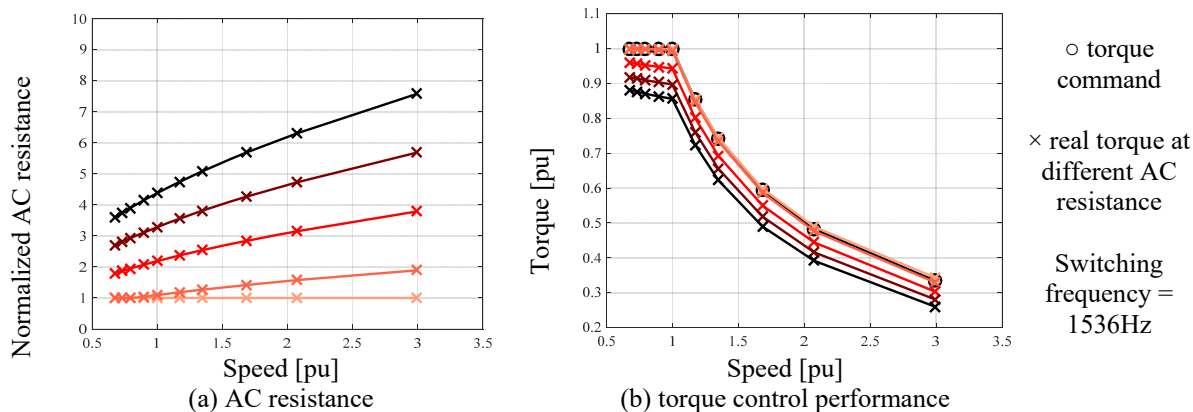 10
9
8
7
6
5
4
3
2
1
0
Normalized AC resistance
0.5 1 1.5 2 2.5 3 3.5
Speed [pu]
(a) AC resistance
1.1
1
0.9
0.8
0.7
0.6
0.5
0.4
0.3
0.2
Torque [pu]
0.5 1 1.5 2 2.5 3 3.5
Speed [pu]
(b) torque control performance
○ torque
command
× real torque at
different AC
resistance
Switching
frequency =
1536Hz